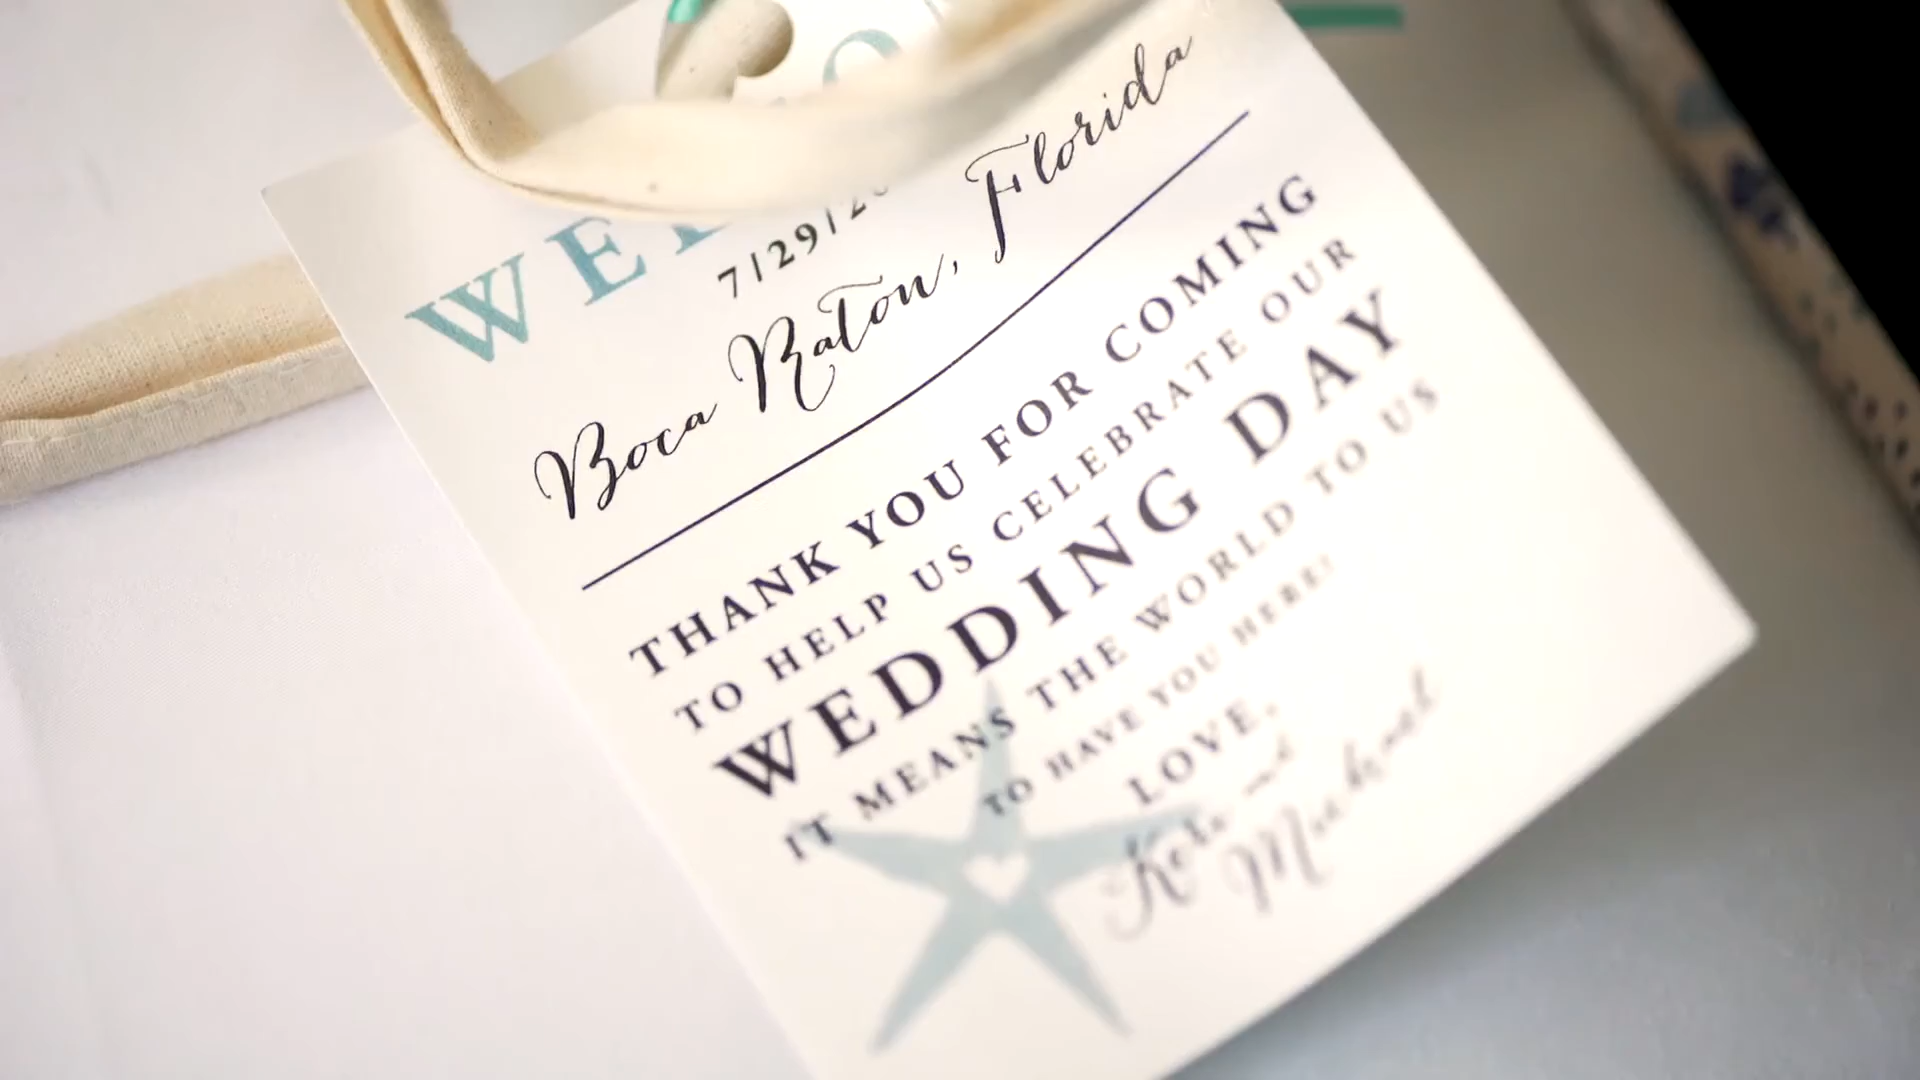 7/29/2
Boca Raton, Florida
THANK YOU FOR COMING
TO HELP US CELEBRATE OUR
WEDDING DAY
IT MEANS THE WORLD TO US
TO HAVE YOU HERE!
LOVE,
and